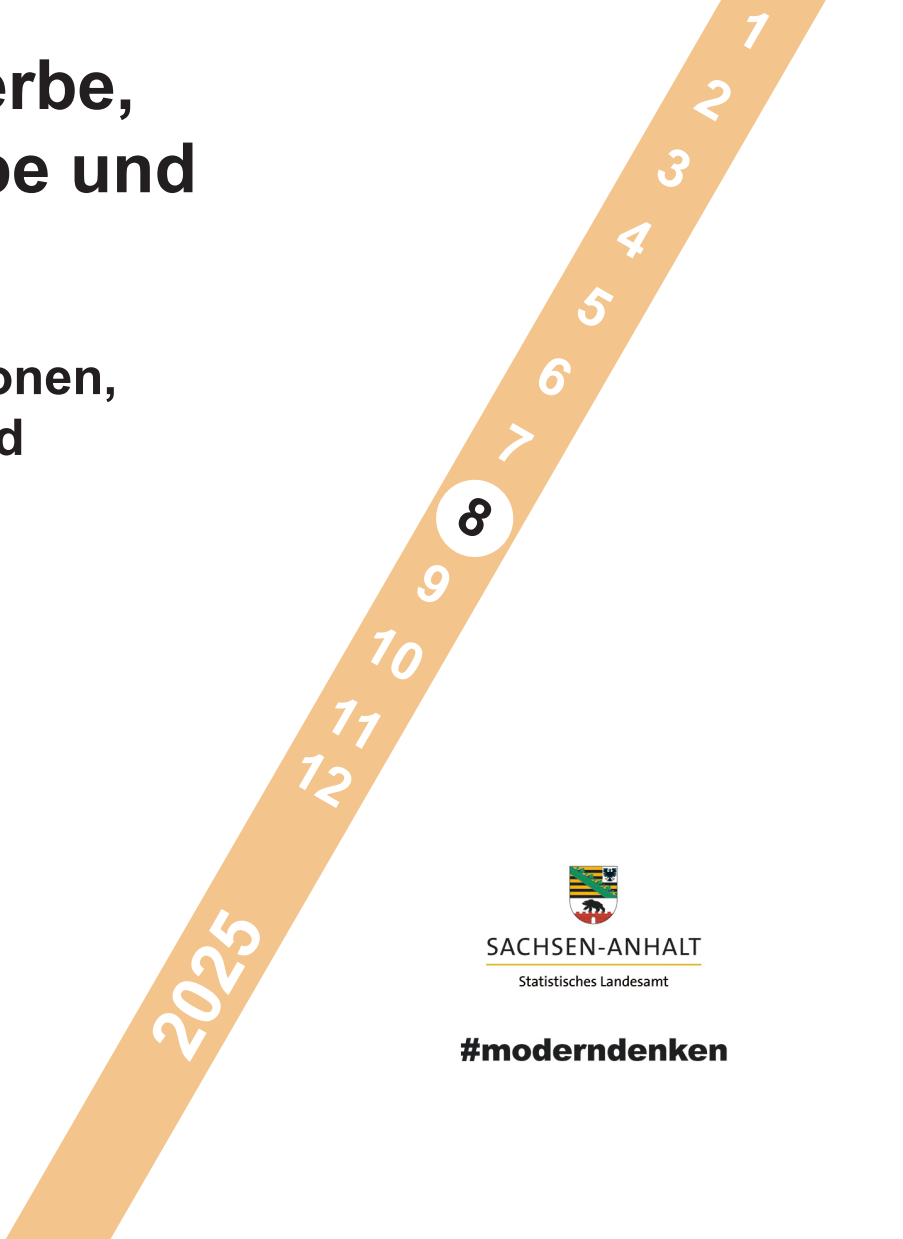 erbe,
be und
onen,
d
1
2
3
4
5
6
7
8
9
10
11
12
2025
SACHSEN-ANHALT
Statistisches Landesamt
#moderndenken